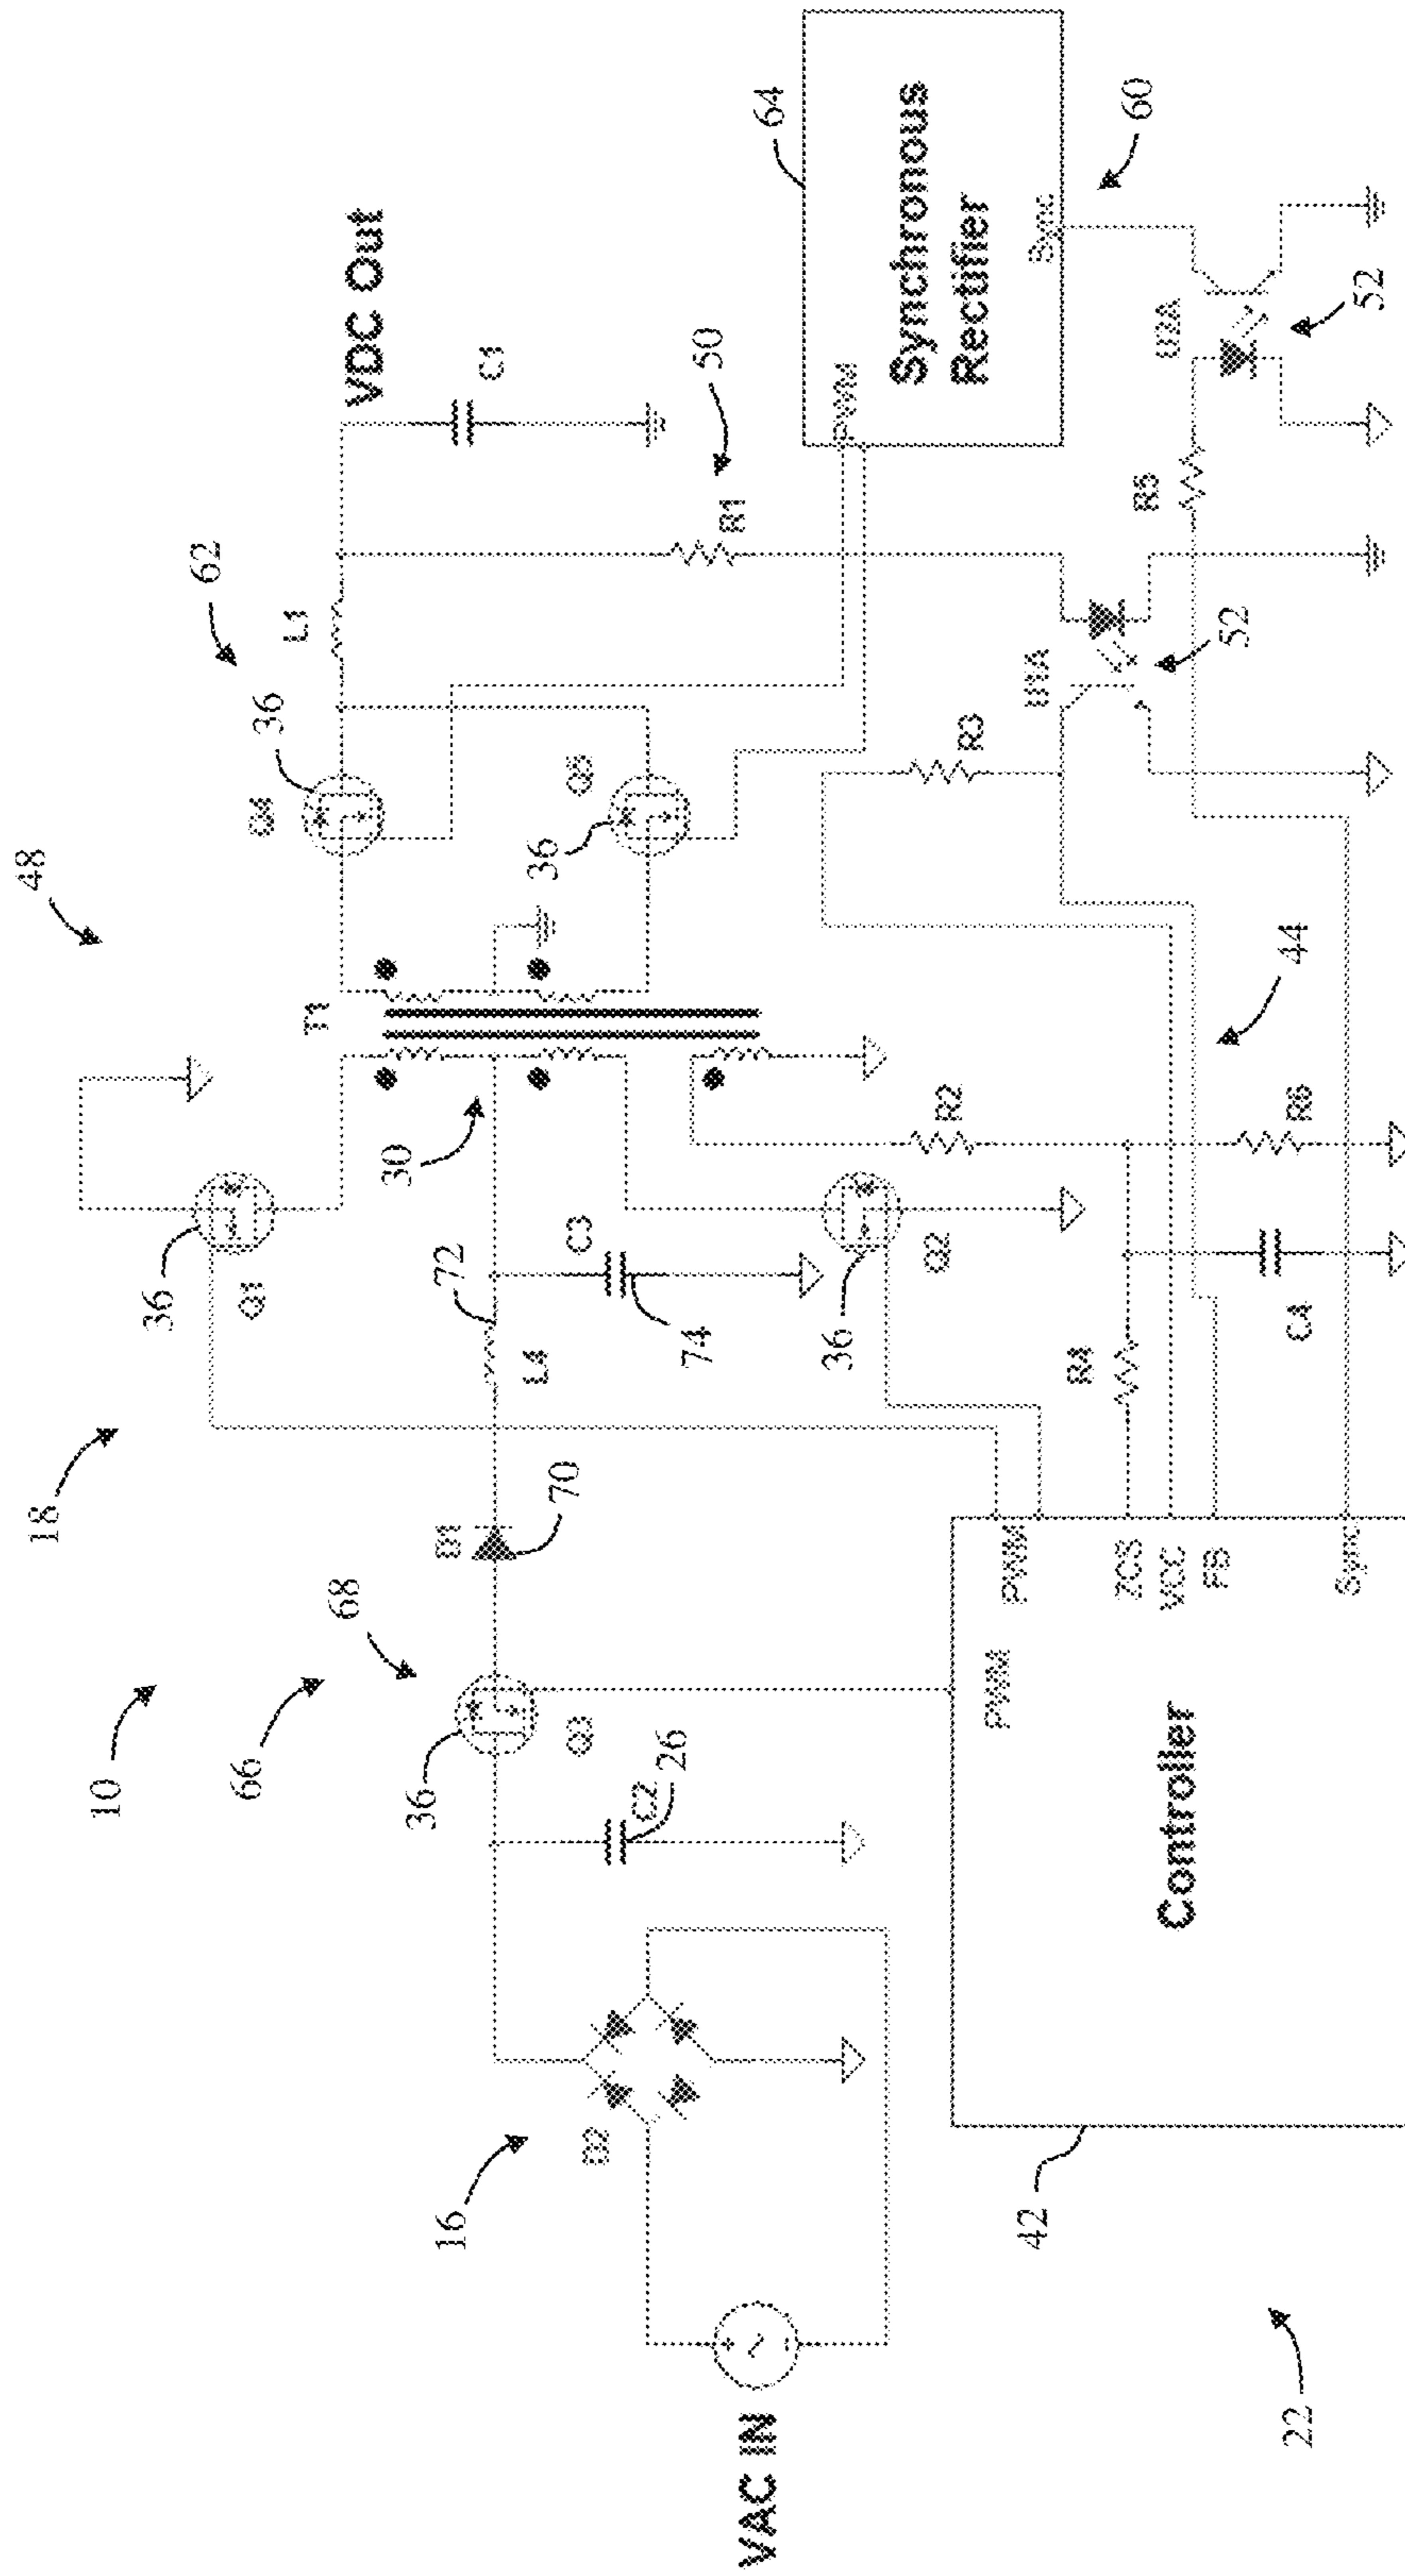 48
10
18
66
68
62
36
Q1
36
T1
Q4
36
L1
VDC Out
C1
16
D2
36
Q3
C2
26
D1
70
72
L4
30
C3
74
36
Q5
50
R1
VAC IN
36
Q2
R2
R3
PWM
64
Synchronous
Rectifier
Sync
60
42
Controller
PWM
PWM
ZCS
VCC
FB
Sync
R4
44
C4
R6
U1A
52
R5
52
22